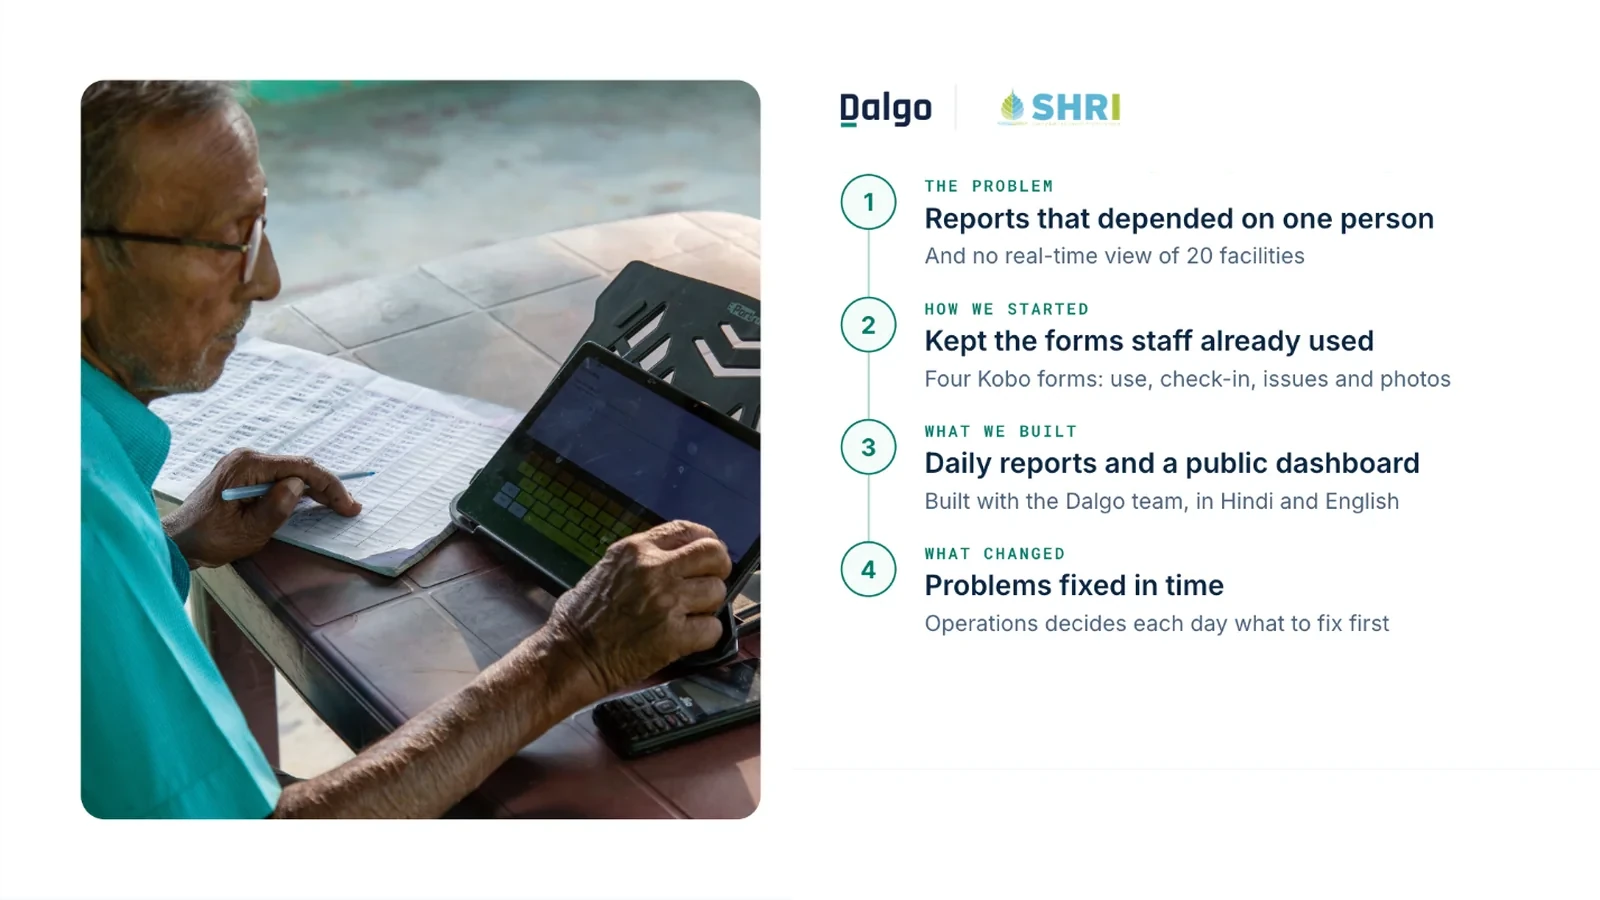 Dalgo
SHRI
1
THE PROBLEM
Reports that depended on one person
And no real-time view of 20 facilities
2
HOW WE STARTED
Kept the forms staff already used
Four Kobo forms: use, check-in, issues and photos
3
WHAT WE BUILT
Daily reports and a public dashboard
Built with the Dalgo team, in Hindi and English
4
WHAT CHANGED
Problems fixed in time
Operations decides each day what to fix first